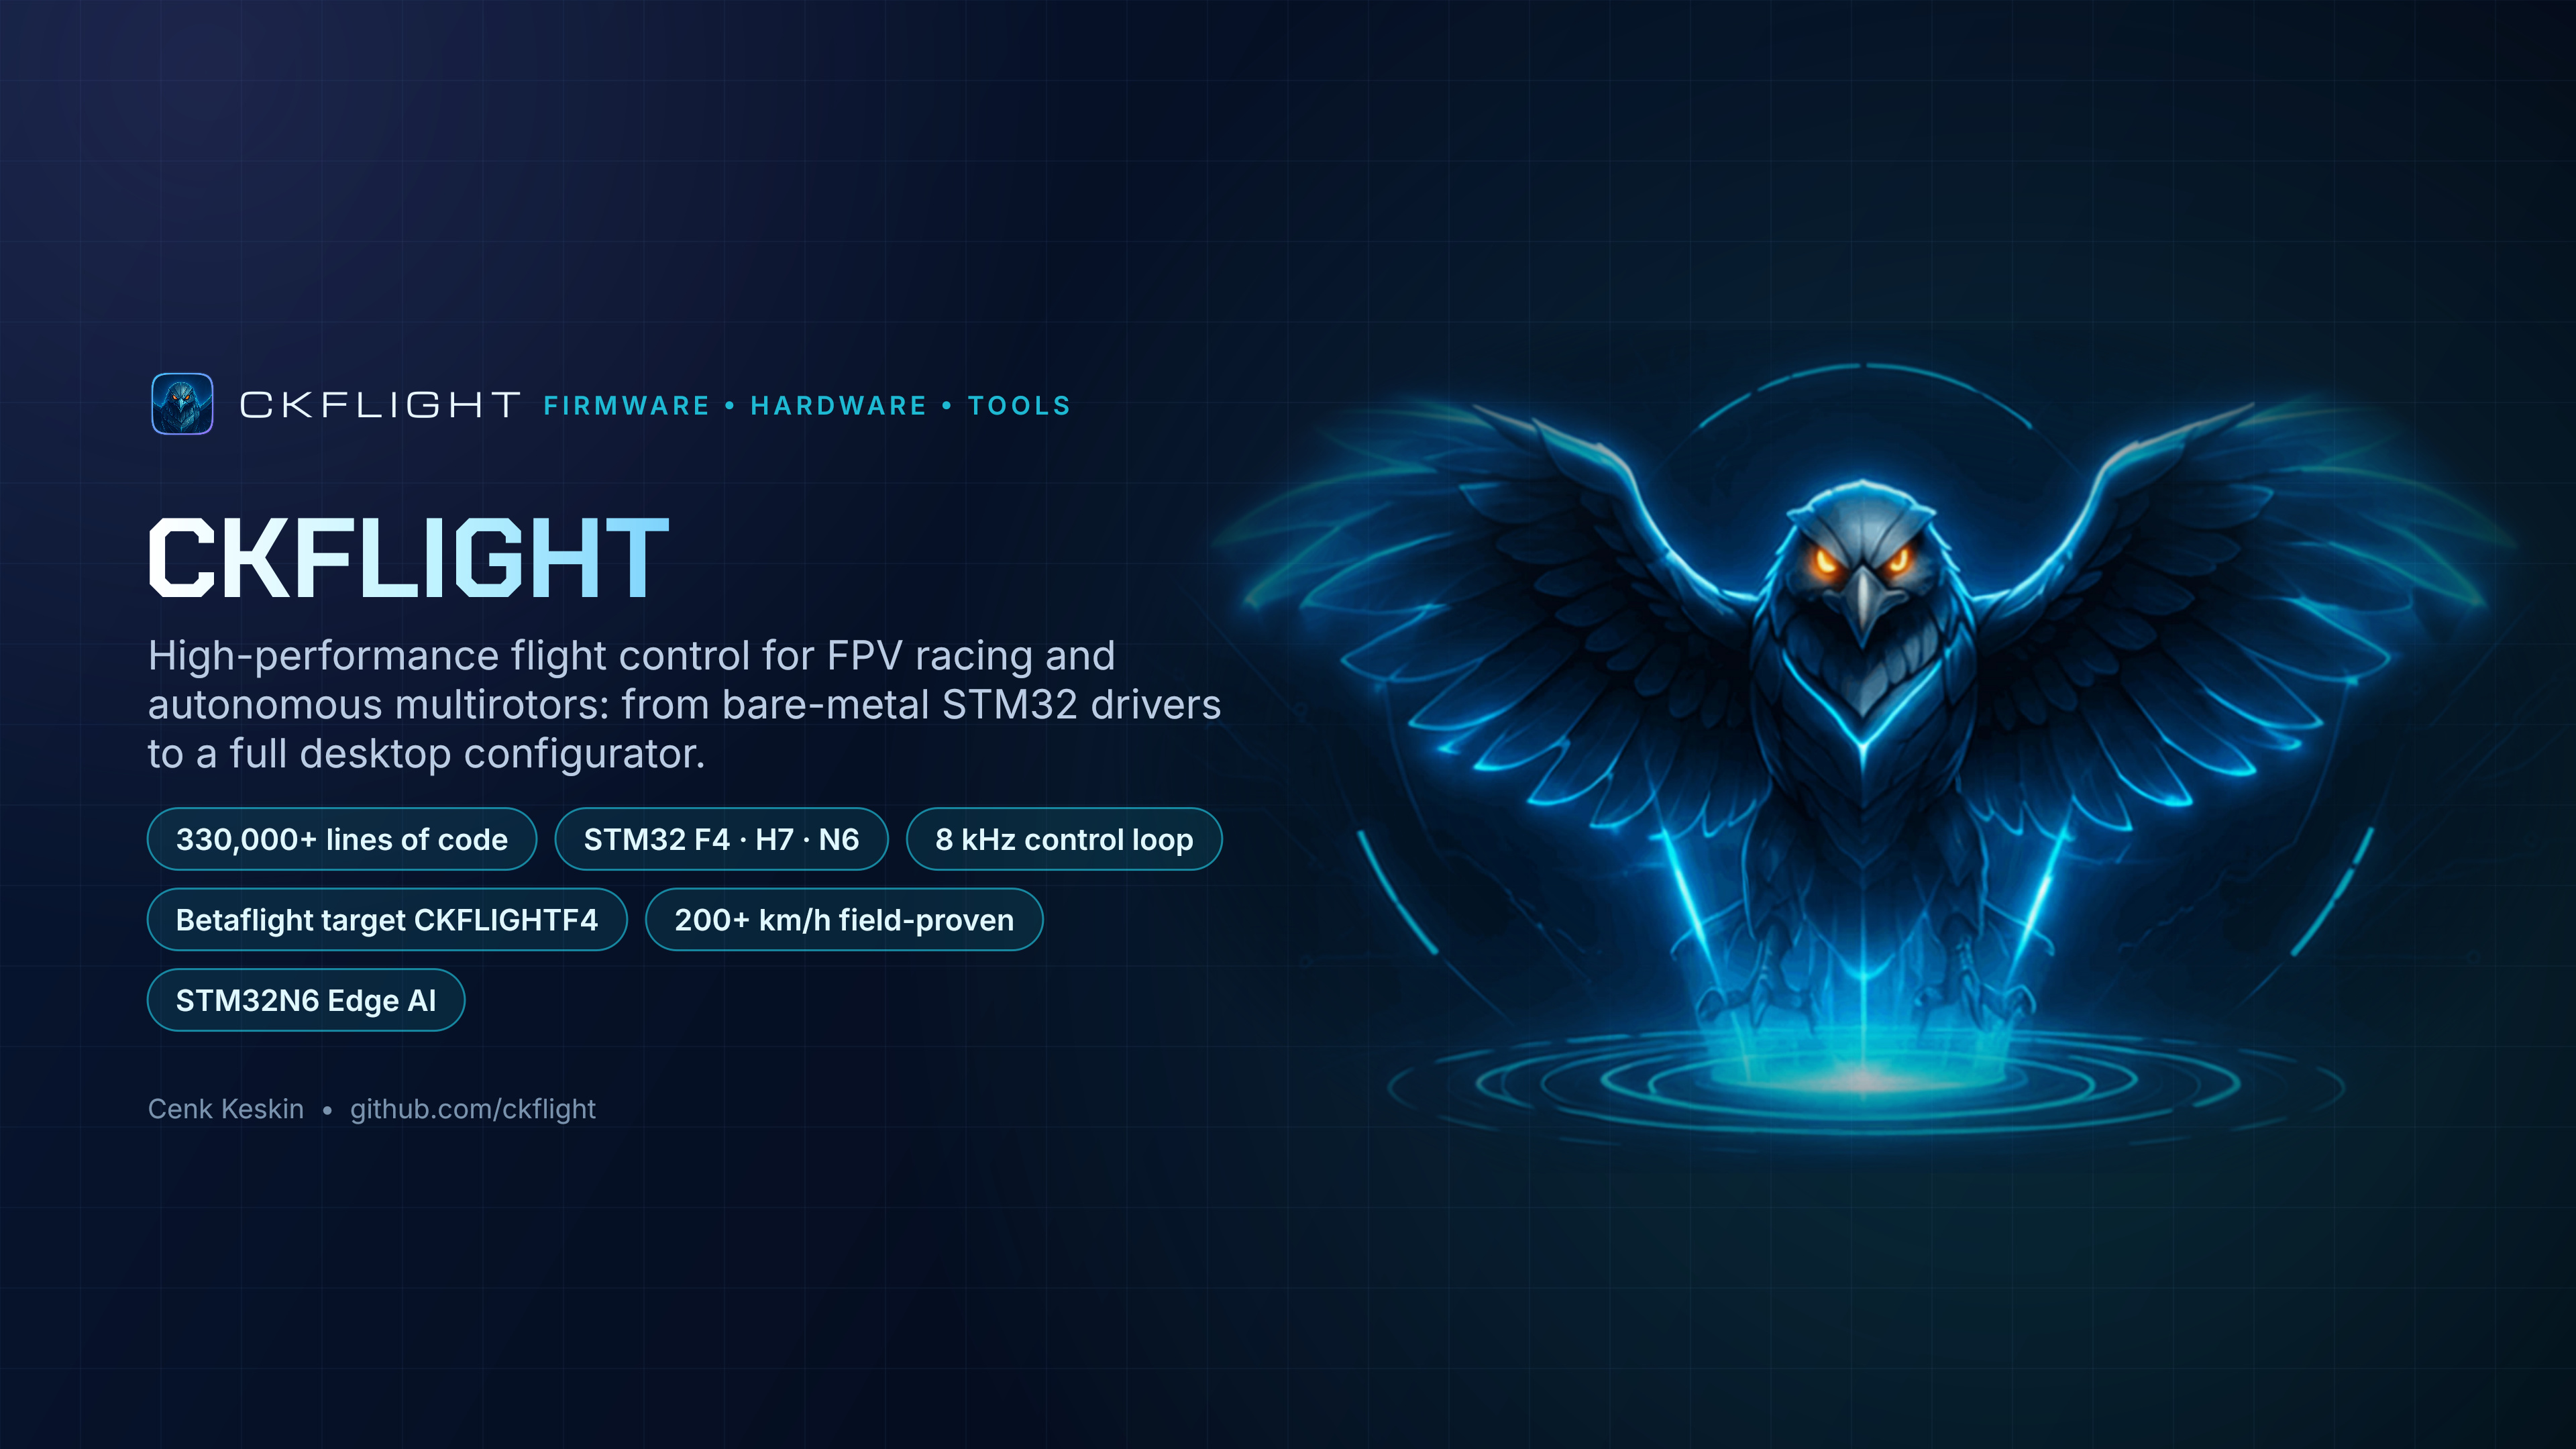 CKFLIGHT FIRMWARE • HARDWARE • TOOLS
CKFLIGHT
High-performance flight control for FPV racing and
autonomous multirotors: from bare-metal STM32 drivers
to a full desktop configurator.
330,000+ lines of code STM32 F4 · H7 · N6 8 kHz control loop
Betaflight target CKFLIGHTF4 200+ km/h field-proven
STM32N6 Edge AI
Cenk Keskin • github.com/ckflight